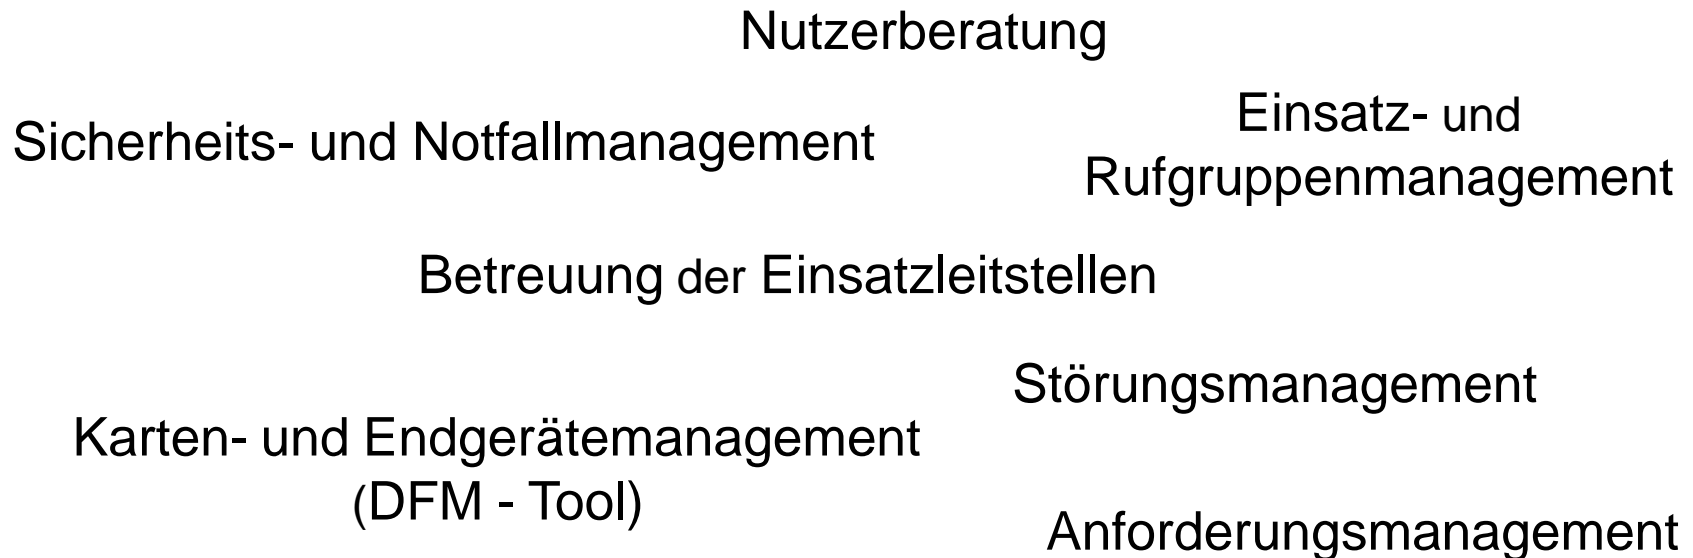 Nutzerberatung
Sicherheits- und Notfallmanagement
Einsatz- und
Rufgruppenmanagement
Betreuung der Einsatzleitstellen
Störungsmanagement
Karten- und Endgerätemanagement
(DFM - Tool)
Anforderungsmanagement